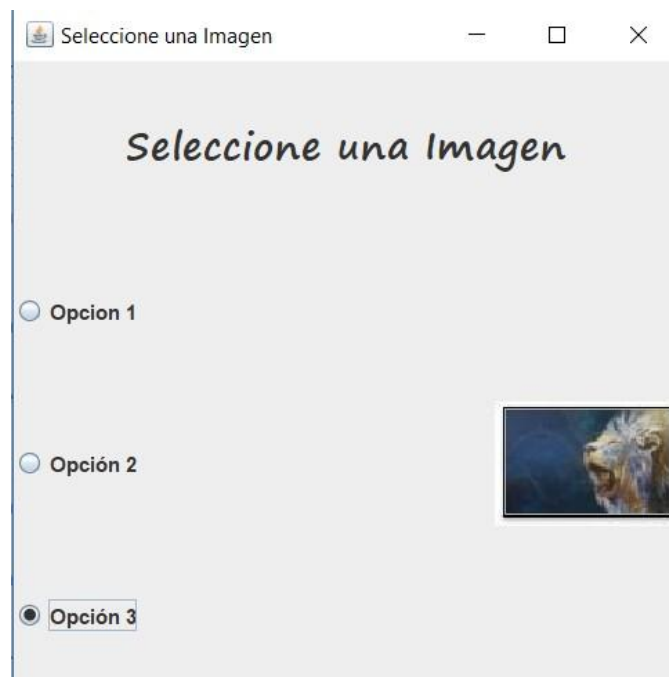 Seleccione una Imagen
Seleccione una Imagen
Opcion 1
Opción 2
Opción 3